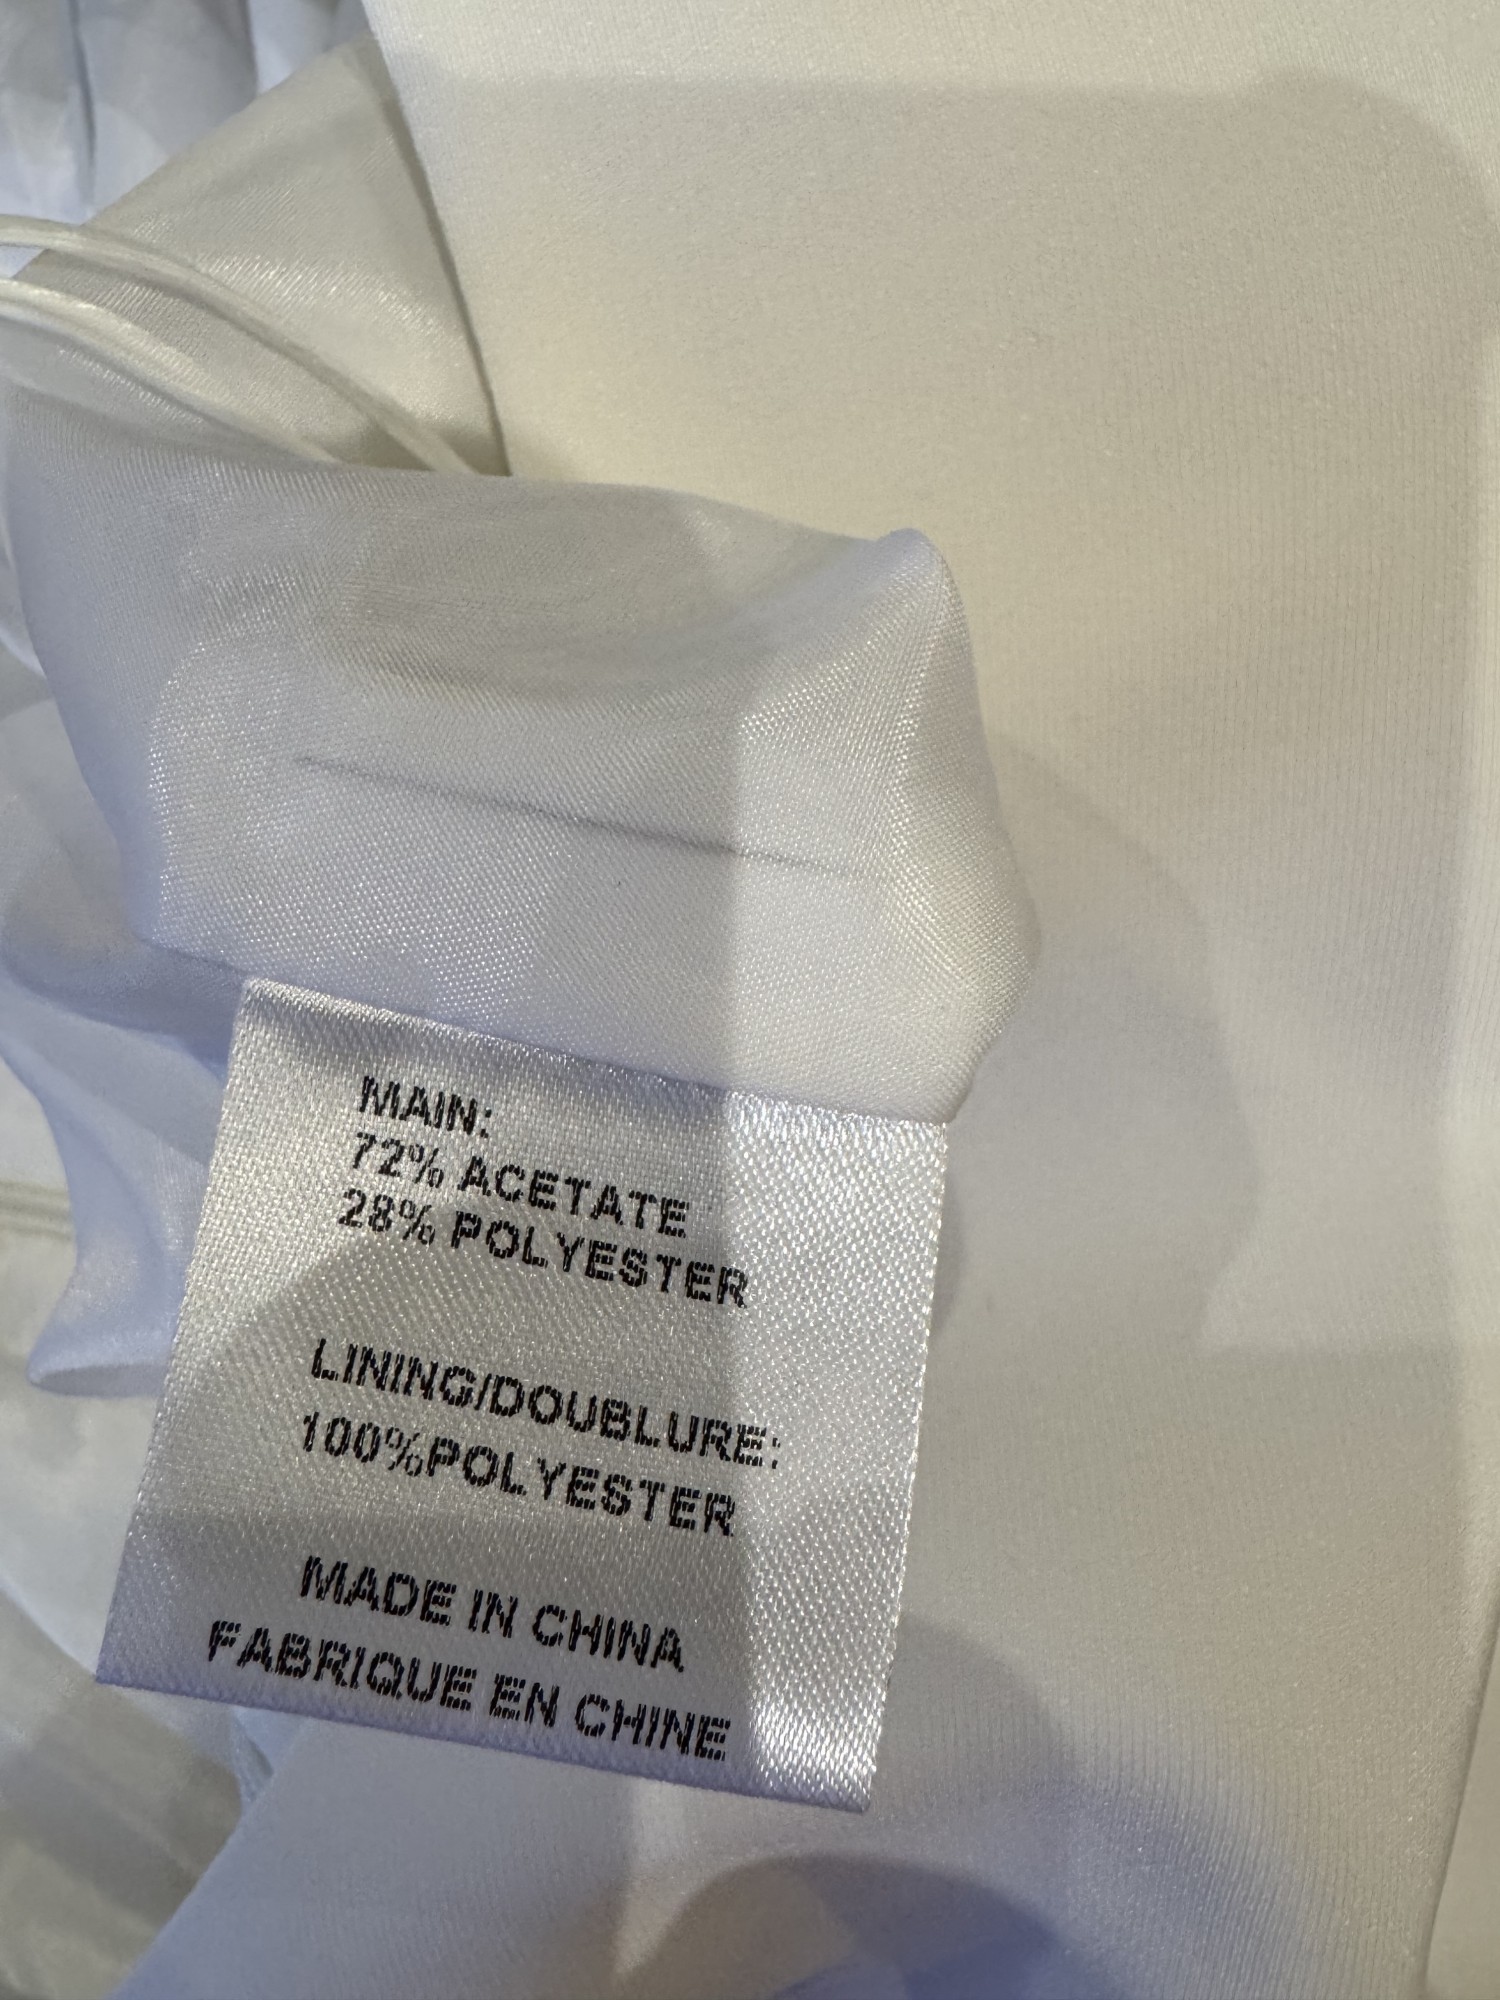 MAIN:
72% ACETATE
28% POLYESTER
LINING/DOUBLURE:
100%POLYESTER
MADE IN CHINA
FABRIQUE EN CHINE